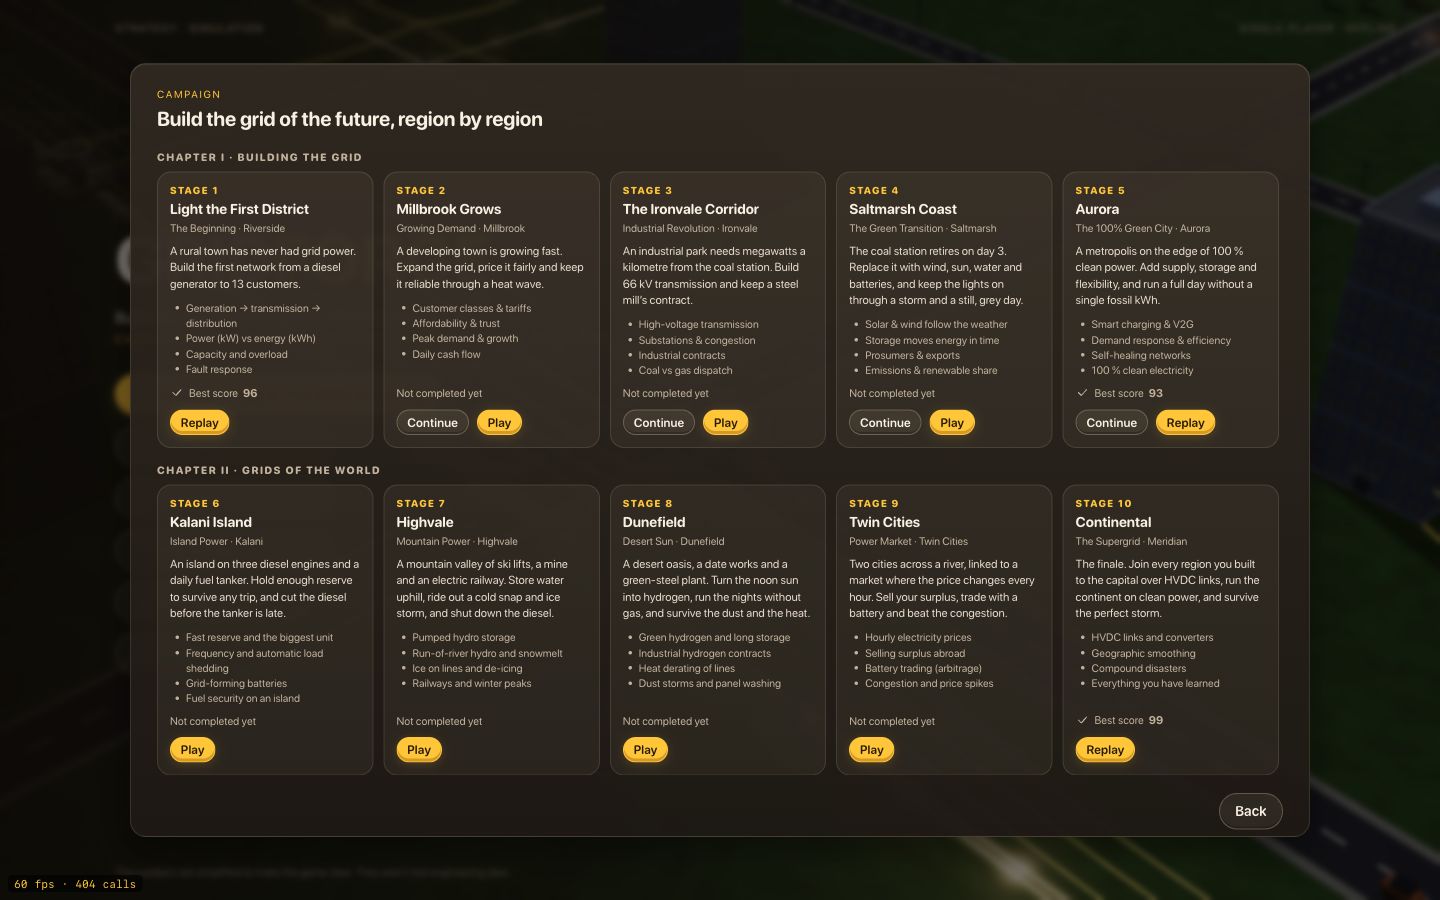 CAMPAIGN
Build the grid of the future, region by region
CHAPTER I · BUILDING THE GRID
STAGE 1
Light the First District
The Beginning · Riverside
A rural town has never had grid power.
Build the first network from a diesel
generator to 13 customers.
• Generation → transmission →
distribution
• Power (kW) vs energy (kWh)
• Capacity and overload
• Fault response
✓ Best score 96
Replay
STAGE 2
Millbrook Grows
Growing Demand · Millbrook
A developing town is growing fast.
Expand the grid, price it fairly and keep
it reliable through a heat wave.
• Customer classes & tariffs
• Affordability & trust
• Peak demand & growth
• Daily cash flow
Not completed yet
Continue Play
STAGE 3
The Ironvale Corridor
Industrial Revolution · Ironvale
An industrial park needs megawatts a
kilometre from the coal station. Build
66 kV transmission and keep a steel
mill's contract.
• High-voltage transmission
• Substations & congestion
• Industrial contracts
• Coal vs gas dispatch
Not completed yet
Continue Play
STAGE 4
Saltmarsh Coast
The Green Transition · Saltmarsh
The coal station retires on day 3.
Replace it with wind, sun, water and
batteries, and keep the lights on
through a storm and a still, grey day.
• Solar & wind follow the weather
• Storage moves energy in time
• Prosumers & exports
• Emissions & renewable share
Not completed yet
Continue Play
STAGE 5
Aurora
The 100% Green City · Aurora
A metropolis on the edge of 100 %
clean power. Add supply, storage and
flexibility, and run a full day without a
single fossil kWh.
• Smart charging & V2G
• Demand response & efficiency
• Self-healing networks
• 100 % clean electricity
✓ Best score 93
Continue Replay
CHAPTER II · GRIDS OF THE WORLD
STAGE 6
Kalani Island
Island Power · Kalani
An island on three diesel engines and a
daily fuel tanker. Hold enough reserve
to survive any trip, and cut the diesel
before the tanker is late.
• Fast reserve and the biggest unit
• Frequency and automatic load
shedding
• Grid-forming batteries
• Fuel security on an island
Not completed yet
Play
STAGE 7
Highvale
Mountain Power · Highvale
A mountain valley of ski lifts, a mine
and an electric railway. Store water
uphill, ride out a cold snap and ice
storm, and shut down the diesel.
• Pumped hydro storage
• Run-of-river hydro and snowmelt
• Ice on lines and de-icing
• Railways and winter peaks
Not completed yet
Play
STAGE 8
Dunefield
Desert Sun · Dunefield
A desert oasis, a date works and a
green-steel plant. Turn the noon sun
into hydrogen, run the nights without
gas, and survive the dust and the heat.
• Green hydrogen and long storage
• Industrial hydrogen contracts
• Heat derating of lines
• Dust storms and panel washing
Not completed yet
Play
STAGE 9
Twin Cities
Power Market · Twin Cities
Two cities across a river, linked to a
market where the price changes every
hour. Sell your surplus, trade with a
battery and beat the congestion.
• Hourly electricity prices
• Selling surplus abroad
• Battery trading (arbitrage)
• Congestion and price spikes
Not completed yet
Play
STAGE 10
Continental
The Supergrid · Meridian
The finale. Join every region you built
to the capital over HVDC links, run the
continent on clean power, and survive
the perfect storm.
• HVDC links and converters
• Geographic smoothing
• Compound disasters
• Everything you have learned
✓ Best score 99
Replay
Back
60 fps · 404 calls